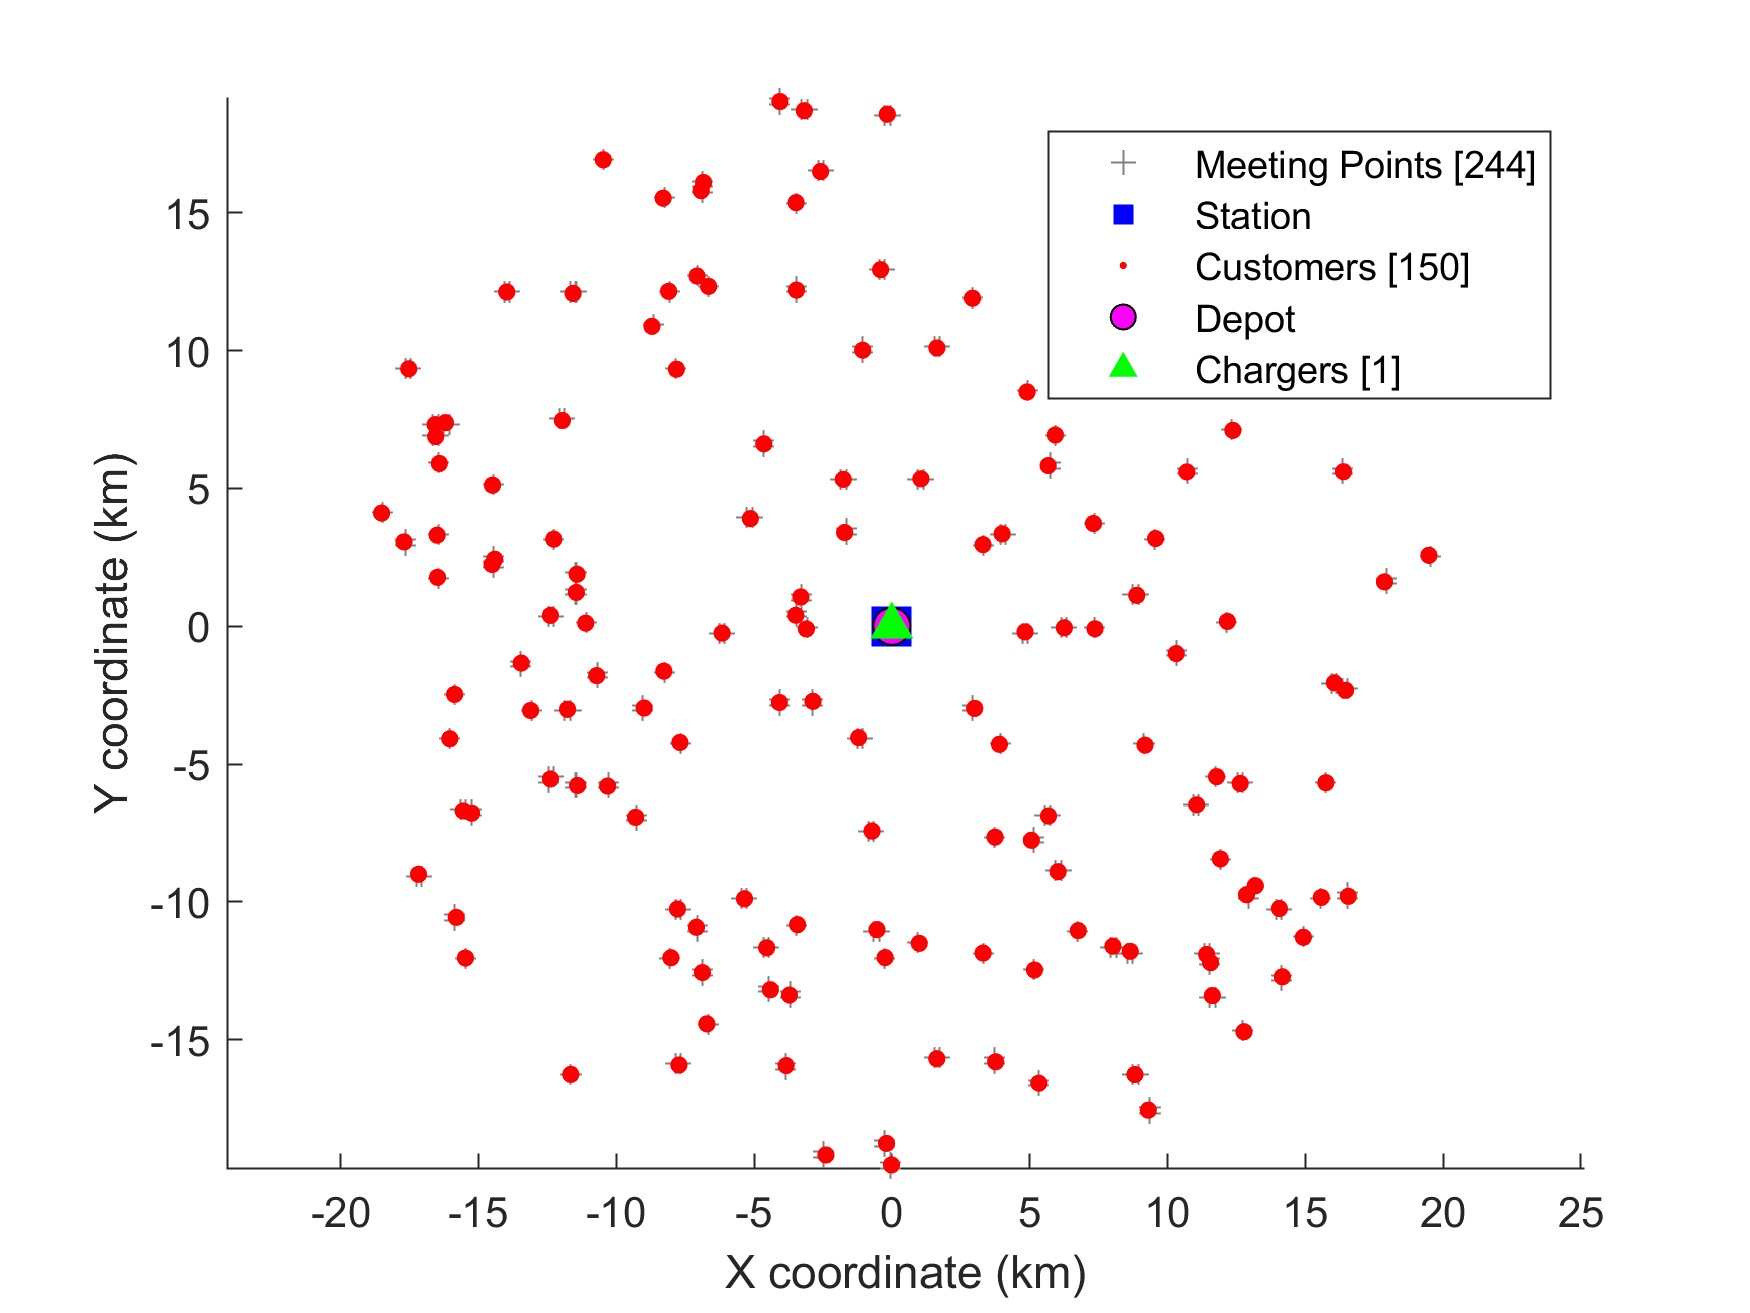 Meeting Points [244]
Station
Customers [150]
Depot
Chargers [1]
15
10
5
0
-5
-10
-15
Y coordinate (km)
-20 -15 -10 -5 0 5 10 15 20 25
X coordinate (km)